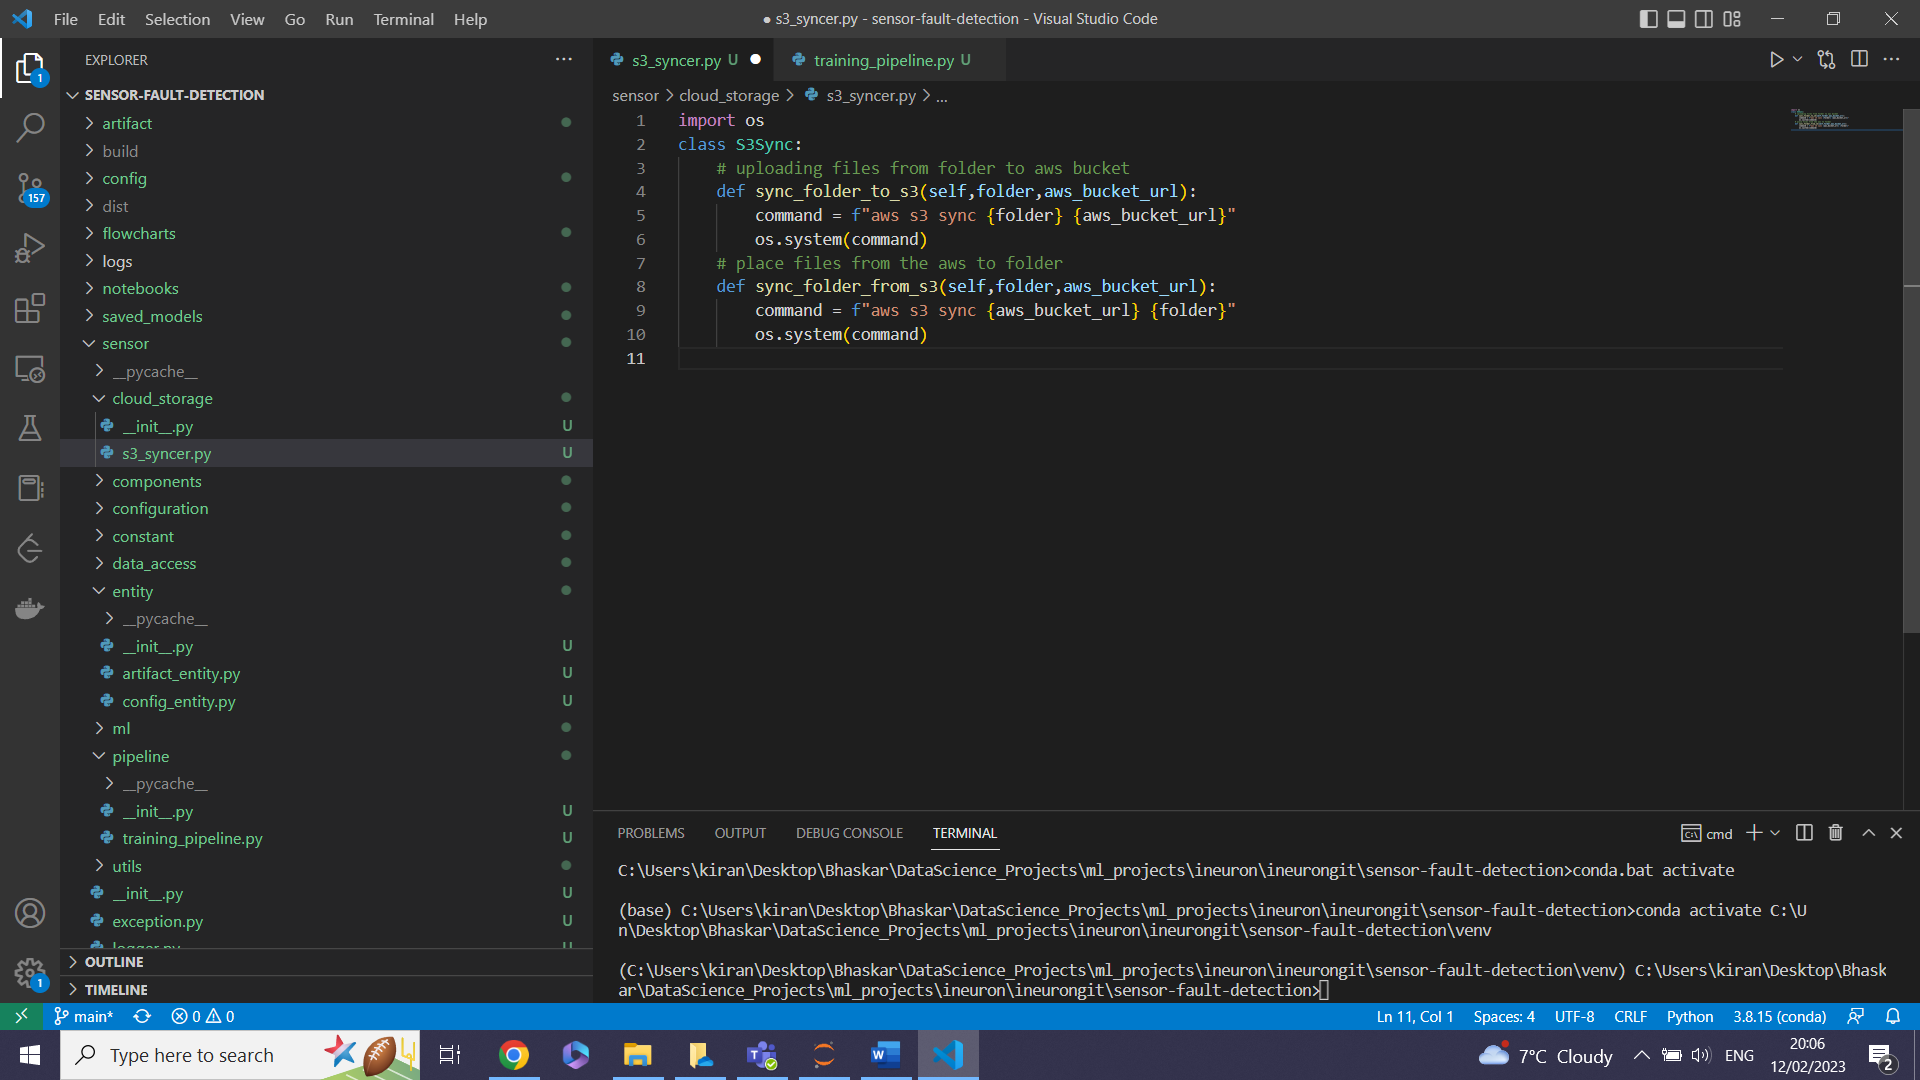 File Edit Selection View Go Run Terminal Help
● s3_syncer.py - sensor-fault-detection - Visual Studio Code
EXPLORER
SENSOR-FAULT-DETECTION
artifact
build
config
dist
flowcharts
logs
notebooks
saved_models
sensor
__pycache__
cloud_storage
__init__.py U
s3_syncer.py U
components
configuration
constant
data_access
entity
__pycache__
__init__.py U
artifact_entity.py U
config_entity.py U
ml
pipeline
__pycache__
__init__.py U
training_pipeline.py U
utils
__init__.py U
exception.py U
logger.py U
OUTLINE
TIMELINE
1
157
1
s3_syncer.py U ●
training_pipeline.py U
sensor > cloud_storage > s3_syncer.py > ...
1 import os
2 class S3Sync:
3 # uploading files from folder to aws bucket
4 def sync_folder_to_s3(self,folder,aws_bucket_url):
5 command = f"aws s3 sync {folder} {aws_bucket_url}"
6 os.system(command)
7 # place files from the aws to folder
8 def sync_folder_from_s3(self,folder,aws_bucket_url):
9 command = f"aws s3 sync {aws_bucket_url} {folder}"
10 os.system(command)
11
PROBLEMS OUTPUT DEBUG CONSOLE TERMINAL
cmd
C:\Users\kiran\Desktop\Bhaskar\DataScience_Projects\ml_projects\ineuron\ineurongit\sensor-fault-detection>conda.bat activate
(base) C:\Users\kiran\Desktop\Bhaskar\DataScience_Projects\ml_projects\ineuron\ineurongit\sensor-fault-detection>conda activate C:\U
n\Desktop\Bhaskar\DataScience_Projects\ml_projects\ineuron\ineurongit\sensor-fault-detection\venv
(C:\Users\kiran\Desktop\Bhaskar\DataScience_Projects\ml_projects\ineuron\ineurongit\sensor-fault-detection\venv) C:\Users\kiran\Desktop\Bhask
ar\DataScience_Projects\ml_projects\ineuron\ineurongit\sensor-fault-detection>
main* 0 0
Ln 11, Col 1 Spaces: 4 UTF-8 CRLF Python 3.8.15 (conda)
Type here to search
7°C Cloudy
ENG
20:06
12/02/2023
2